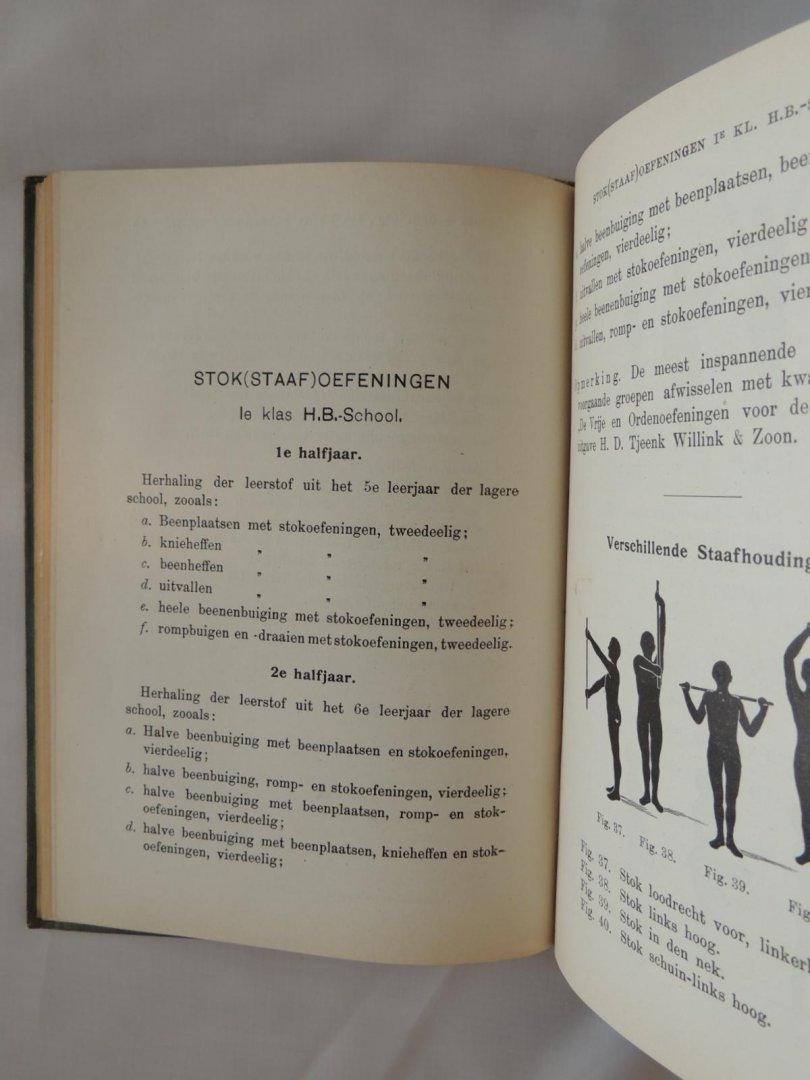 STOK(STAAF)OEFENINGEN
Ie klas H.B.-School.
1e halfjaar.
Herhaling der leerstof uit het 5e leerjaar der lagere
school, zooals:
a. Beenplaatsen met stokoefeningen, tweedeelig;
b. knieheffen „ „ „
c. beenheffen „ „ „
d. uitvallen „ „ „
e. heele beenenbuiging met stokoefeningen, tweedeelig;
f. rompbuigen en -draaien met stokoefeningen, tweedeelig.
2e halfjaar.
Herhaling der leerstof uit het 6e leerjaar der lagere
school, zooals:
a. Halve beenbuiging met beenplaatsen en stokoefeningen,
vierdeelig;
b. halve beenbuiging, romp- en stokoefeningen, vierdeelig;
c. halve beenbuiging met beenplaatsen, romp- en stok-
oefeningen, vierdeelig;
d. halve beenbuiging met beenplaatsen, knieheffen en stok-
oefeningen, vierdeelig;
STOK(STAAF)OEFENINGEN IE KL. H.B.-
halve beenbuiging met beenplaatsen,
oefeningen, vierdeelig;
uitvallen met stokoefeningen, vierdeelig
heele beenenbuiging met stokoefeningen
uitvallen, romp- en stokoefeningen,
Opmerking. De meest inspannende
voorgaande groepen afwisselen met
„De Vrije en Ordenoefeningen voor de
uitgave H. D. Tjeenk Willink & Zoon.
Verschillende Staafhouding
Fig. 37. Fig. 38. Fig. 39. Fig
Fig. 37. Stok loodrecht voor,
Fig. 38. Stok links hoog.
Fig. 39. Stok in den nek.
Fig. 40. Stok schuin-links hoog.